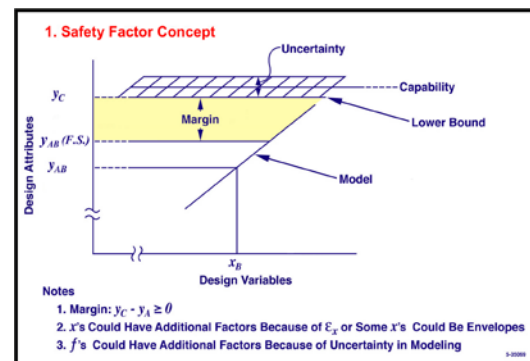 1. Safety Factor Concept
Uncertainty
Capability
y_C
Margin
Lower Bound
y_AB (F.S.)
y_AB
Model
Design Attributes
x_B
Design Variables
Notes
1. Margin: y_C - y_A ≥ 0
2. x's Could Have Additional Factors Because of ε_x or Some x's Could Be Envelopes
3. f's Could Have Additional Factors Because of Uncertainty in Modeling